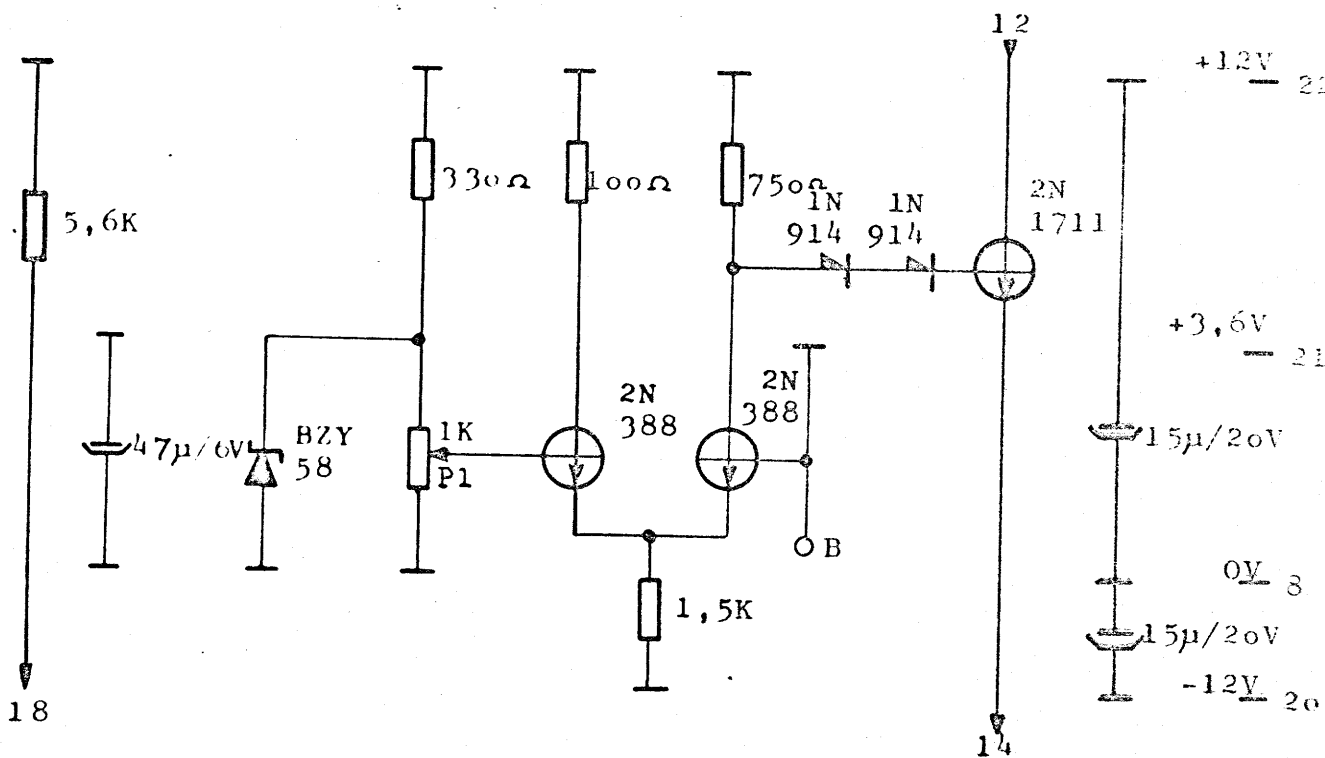 12
+12V
22
330Ω
100Ω
750Ω
5,6K
1N
914
1N
914
2N
1711
+3,6V
21
2N
388
2N
388
47µ/6V
BZY
58
1K
P1
15µ/20V
B
0V
8
1,5K
15µ/20V
-12V
20
18
14